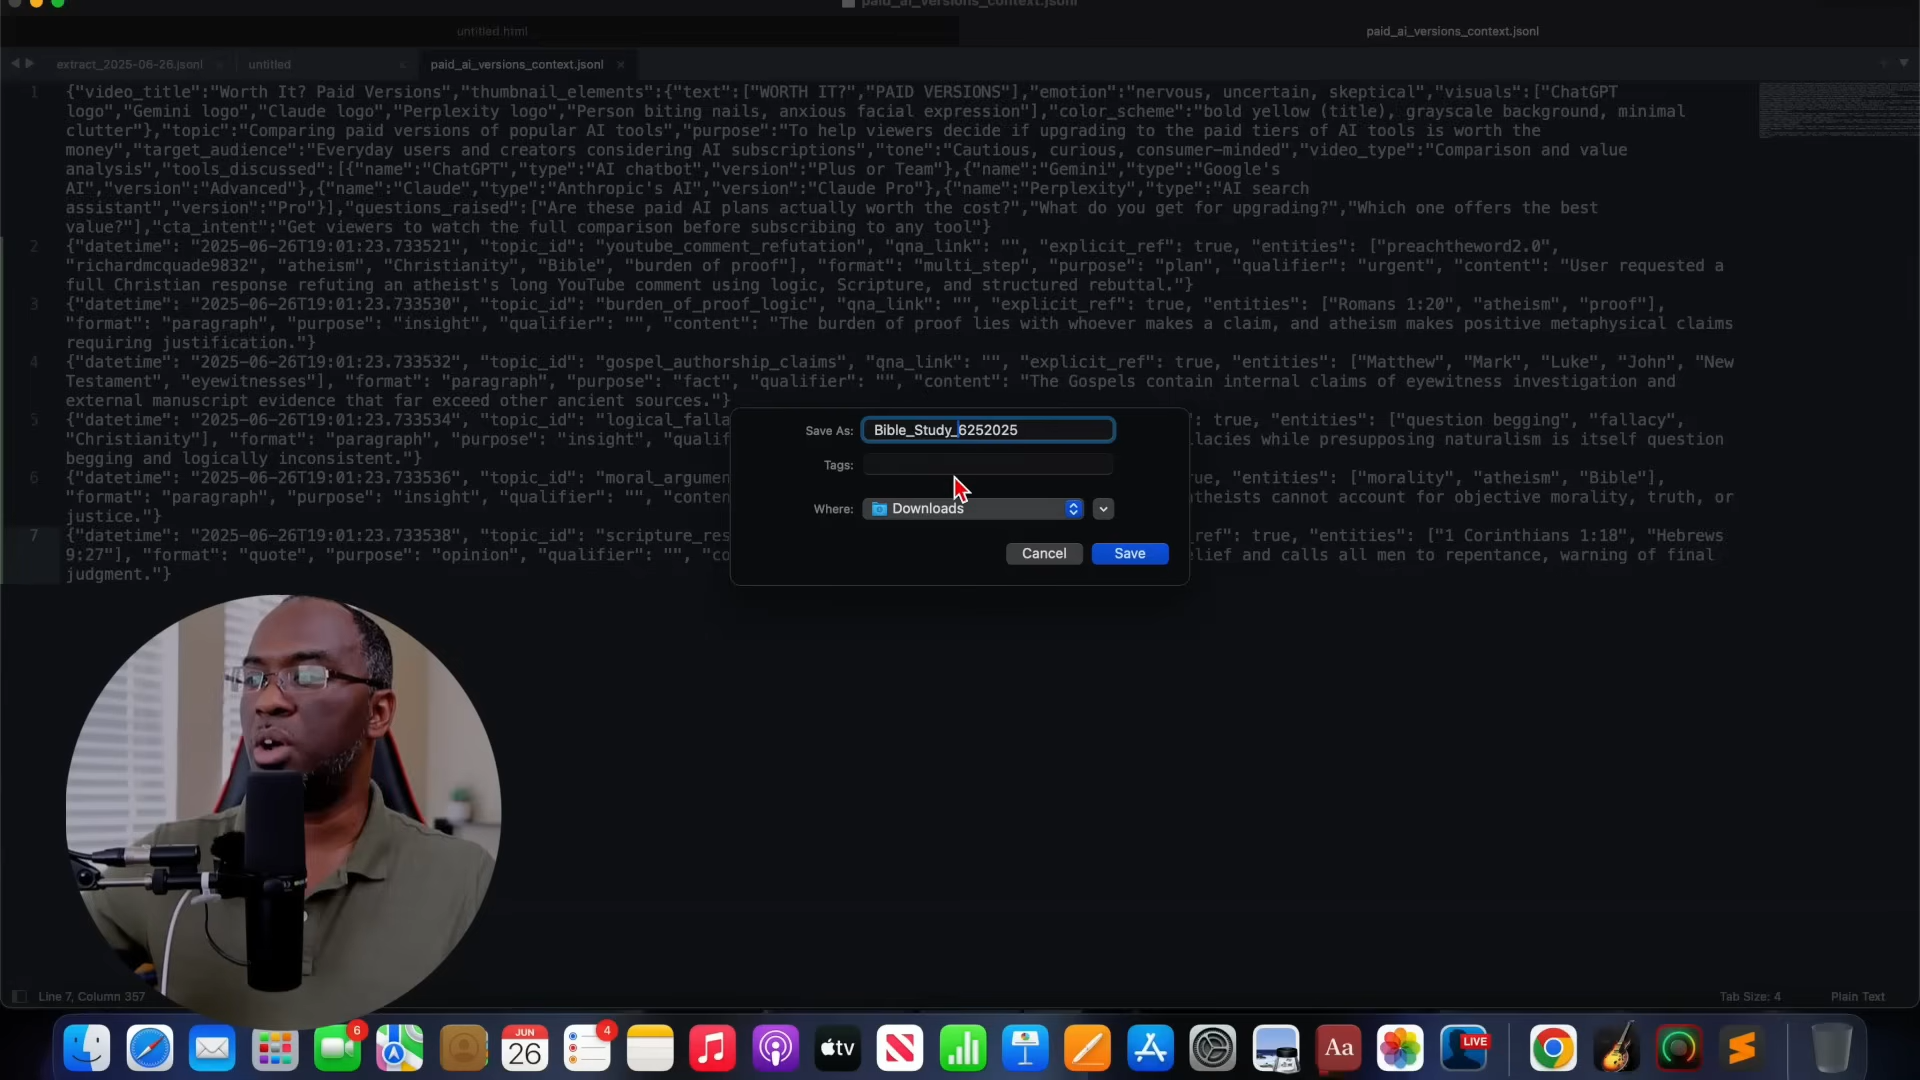 paid_ai_versions_context.jsonl
untitled.html
paid_ai_versions_context.jsonl
extract_2025-06-26.jsonl
untitled
paid_ai_versions_context.jsonl
1 {"video_title":"Worth It? Paid Versions","thumbnail_elements":{"text":["WORTH IT?","PAID VERSIONS"],"emotion":"nervous, uncertain, skeptical","visuals":["ChatGPT
logo","Gemini logo","Claude logo","Perplexity logo","Person biting nails, anxious facial expression"],"color_scheme":"bold yellow (title), grayscale background, minimal
clutter"},"topic":"Comparing paid versions of popular AI tools","purpose":"To help viewers decide if upgrading to the paid tiers of AI tools is worth the
money","target_audience":"Everyday users and creators considering AI subscriptions","tone":"Cautious, curious, consumer-minded","video_type":"Comparison and value
analysis","tools_discussed":[{"name":"ChatGPT","type":"AI chatbot","version":"Plus or Team"},{"name":"Gemini","type":"Google's
AI","version":"Advanced"},{"name":"Claude","type":"Anthropic's AI","version":"Claude Pro"},{"name":"Perplexity","type":"AI search
assistant","version":"Pro"}],"questions_raised":["Are these paid AI plans actually worth the cost?","What do you get for upgrading?","Which one offers the best
value?"],"cta_intent":"Get viewers to watch the full comparison before subscribing to any tool"}
2 {"datetime": "2025-06-26T19:01:23.733521", "topic_id": "youtube_comment_refutation", "qna_link": "", "explicit_ref": true, "entities": ["preachtheword2.0",
"richardmcquade9832", "atheism", "Christianity", "Bible", "burden of proof"], "format": "multi_step", "purpose": "plan", "qualifier": "urgent", "content": "User requested a
full Christian response refuting an atheist's long YouTube comment using logic, Scripture, and structured rebuttal."}
3 {"datetime": "2025-06-26T19:01:23.733530", "topic_id": "burden_of_proof_logic", "qna_link": "", "explicit_ref": true, "entities": ["Romans 1:20", "atheism", "proof"],
"format": "paragraph", "purpose": "insight", "qualifier": "", "content": "The burden of proof lies with whoever makes a claim, and atheism makes positive metaphysical claims
requiring justification."}
4 {"datetime": "2025-06-26T19:01:23.733532", "topic_id": "gospel_authorship_claims", "qna_link": "", "explicit_ref": true, "entities": ["Matthew", "Mark", "Luke", "John", "New
Testament", "eyewitnesses"], "format": "paragraph", "purpose": "fact", "qualifier": "", "content": "The Gospels contain internal claims of eyewitness investigation and
external manuscript evidence that far exceed other ancient sources."}
5 {"datetime": "2025-06-26T19:01:23.733534", "topic_id": "logical_falla : true, "entities": ["question begging", "fallacy",
"Christianity"], "format": "paragraph", "purpose": "insight", "qualif lacies while presupposing naturalism is itself question
begging and logically inconsistent."}
6 {"datetime": "2025-06-26T19:01:23.733536", "topic_id": "moral_argumen ue, "entities": ["morality", "atheism", "Bible"],
"format": "paragraph", "purpose": "insight", "qualifier": "", "conten theists cannot account for objective morality, truth, or
justice."}
7 {"datetime": "2025-06-26T19:01:23.733538", "topic_id": "scripture_res ref": true, "entities": ["1 Corinthians 1:18", "Hebrews
9:27"], "format": "quote", "purpose": "opinion", "qualifier": "", "co lief and calls all men to repentance, warning of final
judgment."}
Save As: Bible_Study_6252025
Tags:
Where: Downloads
Cancel Save
Line 7, Column 357
Tab Size: 4 Plain Text
6
JUN
26
4
tv
Aa
LIVE